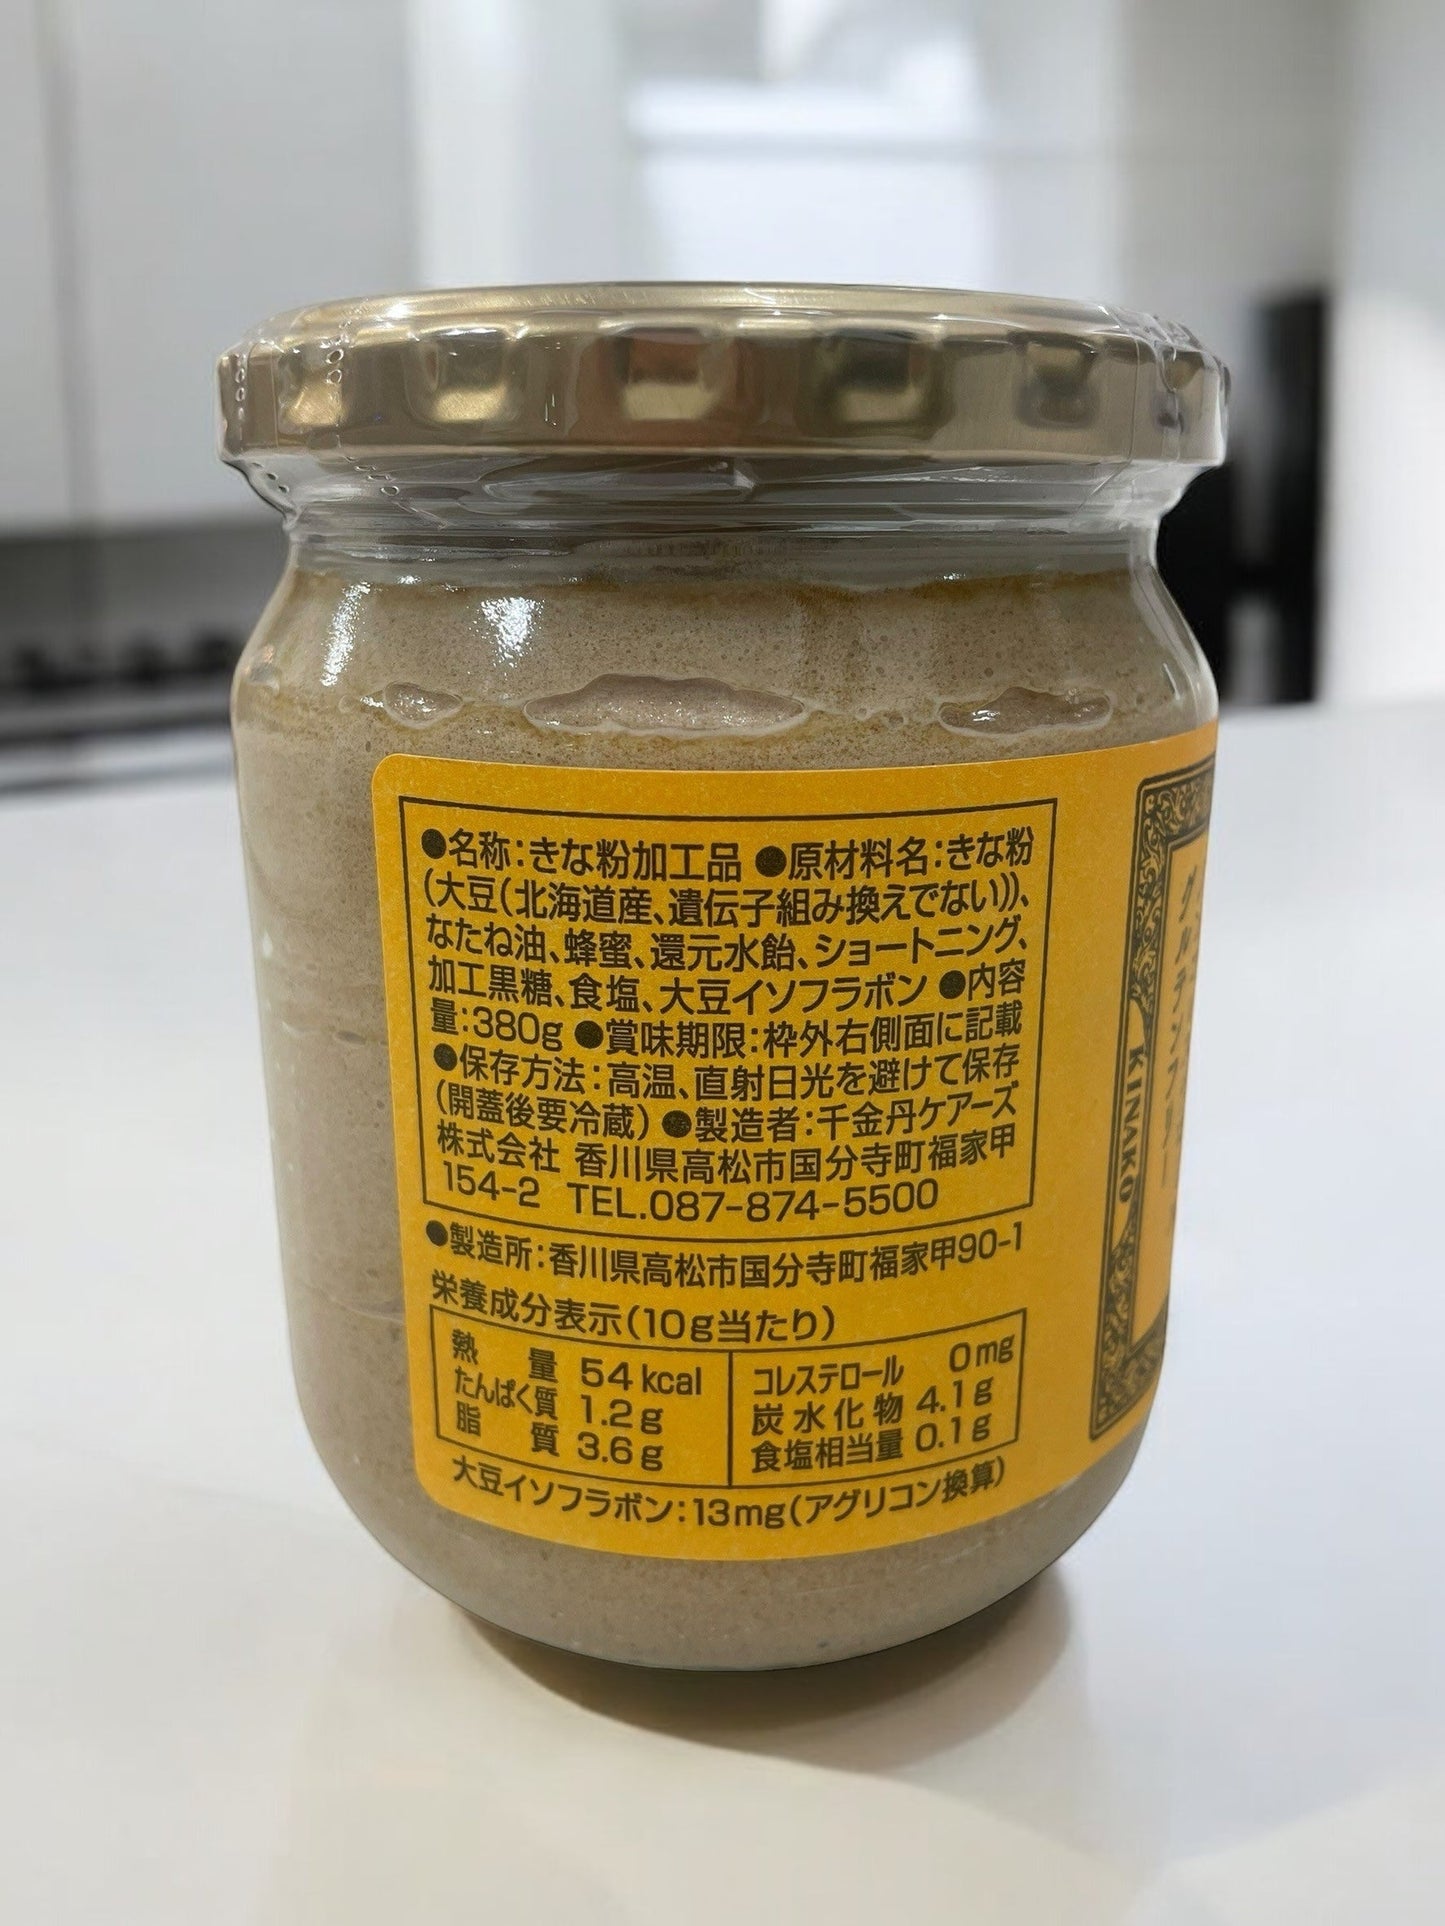 ●名称：きな粉加工品 ●原材料名：きな粉
(大豆(北海道産、遺伝子組み換えでない))、
なたね油、蜂蜜、還元水飴、ショートニング、
加工黒糖、食塩、大豆イソフラボン ●内容
量：380g ●賞味期限：枠外右側面に記載
●保存方法：高温、直射日光を避けて保存
(開蓋後要冷蔵) ●製造者：千金丹ケアーズ
株式会社 香川県高松市国分寺町福家甲
154-2 TEL.087-874-5500
●製造所：香川県高松市国分寺町福家甲90-1
栄養成分表示(10g当たり)
熱量 54kcal
たんぱく質 1.2g
脂質 3.6g
コレステロール 0mg
炭水化物 4.1g
食塩相当量 0.1g
大豆イソフラボン：13mg(アグリコン換算)
KINAKO
グルテンフリー